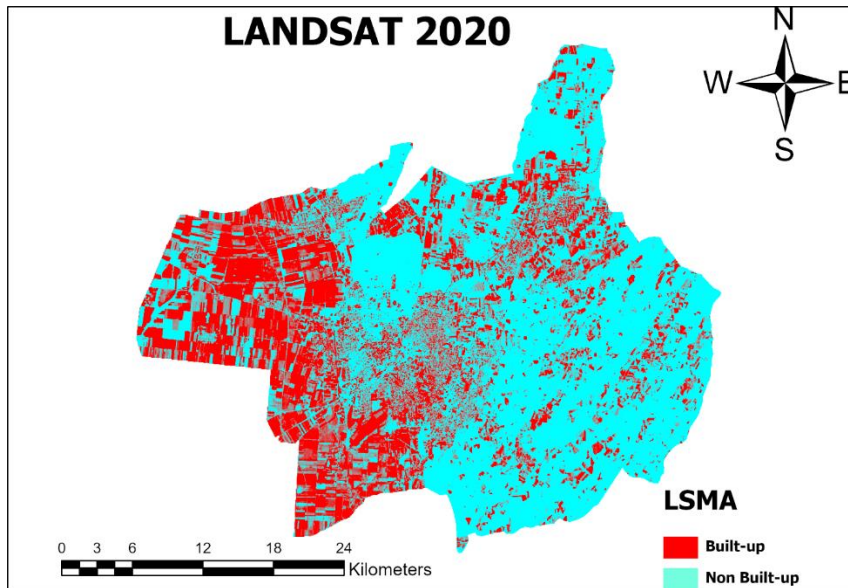 LANDSAT 2020
N
W
E
S
LSMA
Built-up
Non Built-up
0 3 6 12 18 24
Kilometers